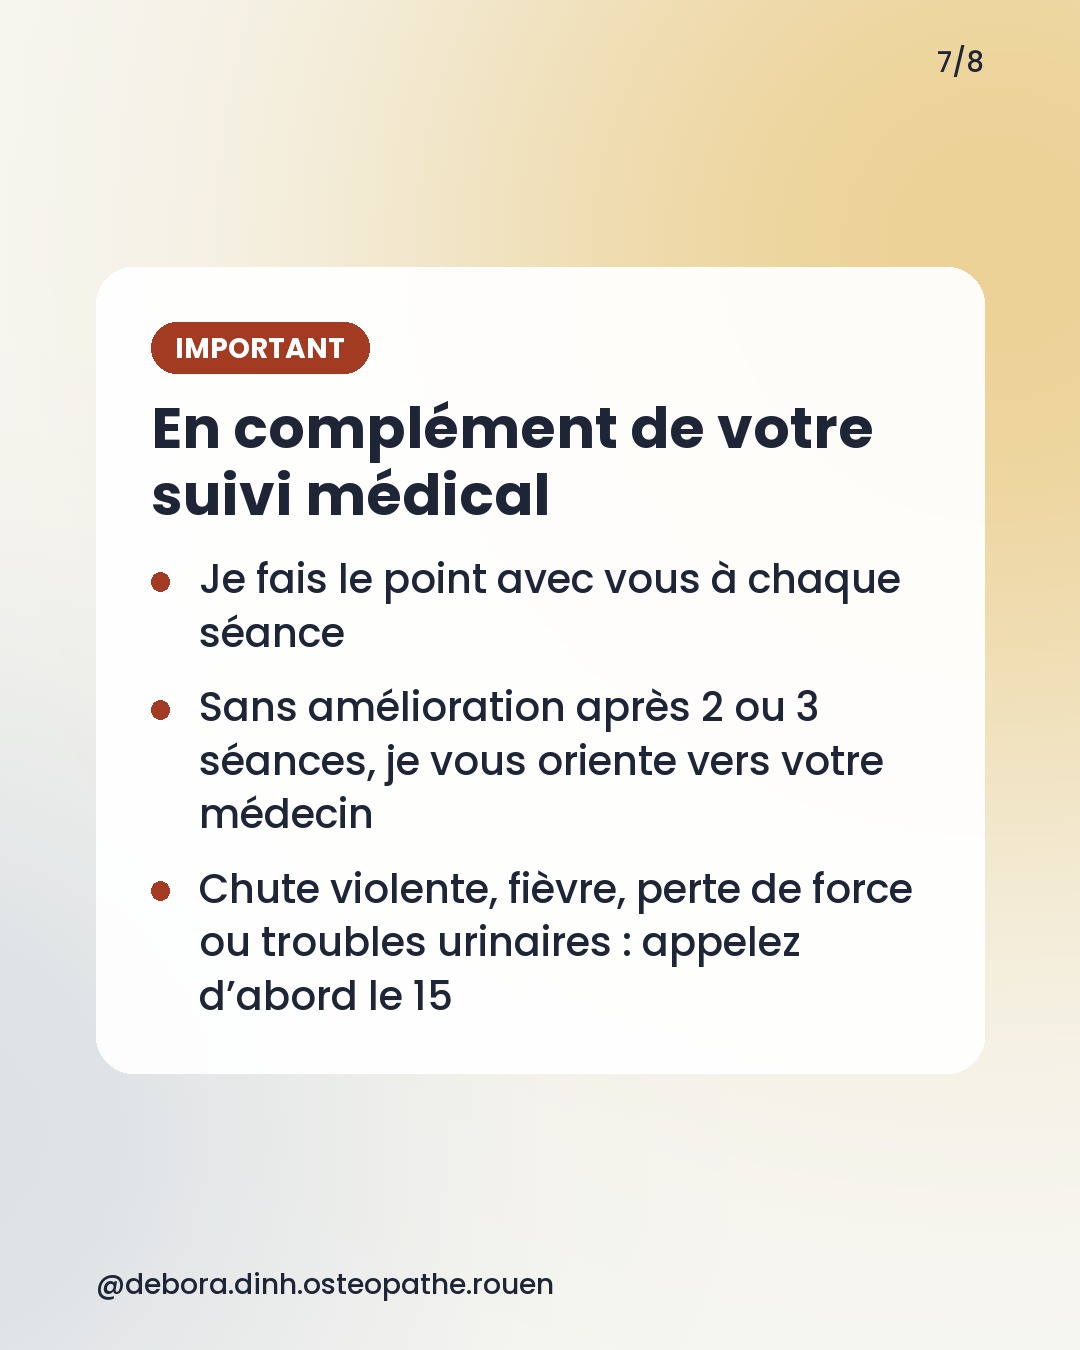 7/8
IMPORTANT
En complément de votre
suivi médical
Je fais le point avec vous à chaque
séance
Sans amélioration après 2 ou 3
séances, je vous oriente vers votre
médecin
Chute violente, fièvre, perte de force
ou troubles urinaires : appelez
d’abord le 15
@debora.dinh.osteopathe.rouen